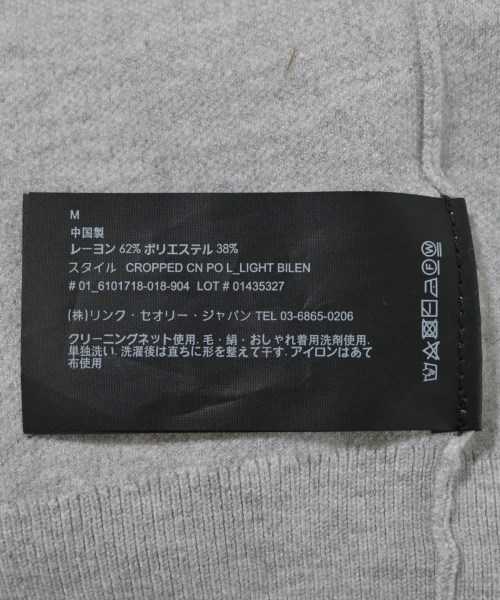 M
中国製
レーヨン 62% ポリエステル 38%
スタイル CROPPED CN PO L_LIGHT BILEN
# 01_6101718-018-904 LOT # 01435327
(株)リンク・セオリー・ジャパン TEL 03-6865-0206
クリーニングネット使用. 毛・絹・おしゃれ着用洗剤使用.
単独洗い. 洗濯後は直ちに形を整えて干す. アイロンはあて
布使用